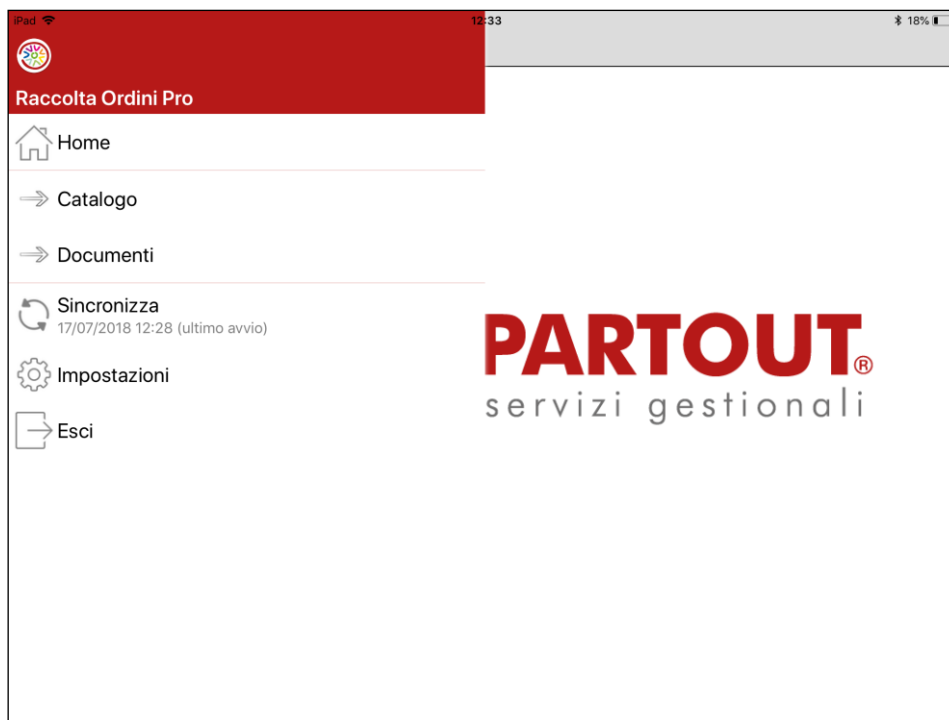 iPad 12:33 18%
Raccolta Ordini Pro
Home
Catalogo
Documenti
Sincronizza
17/07/2018 12:28 (ultimo avvio)
Impostazioni
Esci
PARTOUT®
servizi gestionali